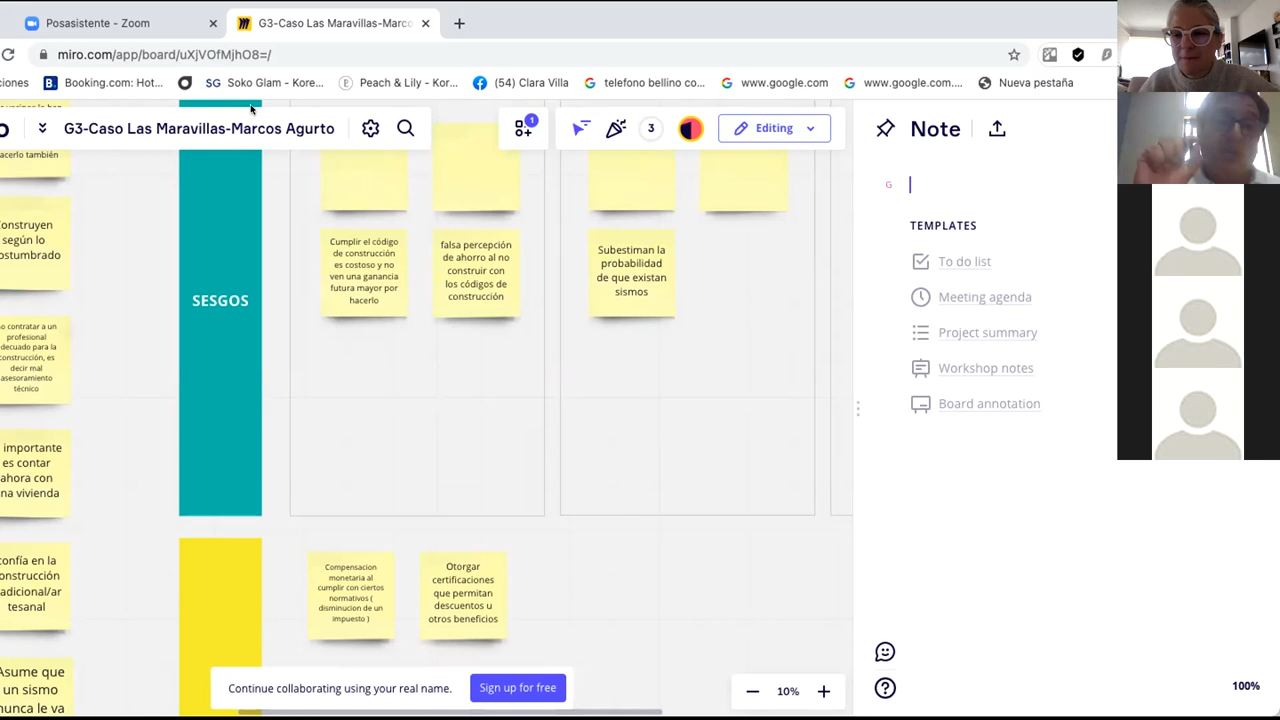 Posasistente - Zoom
G3-Caso Las Maravillas-Marco
miro.com/app/board/uXjVOfMjhO8=/
ciones
Booking.com: Hot...
SG Soko Glam - Kore...
Peach & Lily - Kor...
(54) Clara Villa
telefono bellino co...
www.google.com
www.google.com....
Nueva pestaña
G3-Caso Las Maravillas-Marcos Agurto
1
3
Editing
Note
G
TEMPLATES
To do list
Meeting agenda
Project summary
Workshop notes
Board annotation
100%
acerlo también
Construyen
según lo
ostumbrado
no contratar a un
profesional
decuado para la
construcción, es
decir mal
asesoramiento
técnico
importante
es contar
ahora con
na vivienda
onfía en la
onstrucción
adicional/ar
tesanal
Asume que
un sismo
nunca le va
SESGOS
Cumplir el código
de construcción
es costoso y no
ven una ganancia
futura mayor por
hacerlo
falsa percepción
de ahorro al no
construir con
los códigos de
construcción
Subestiman la
probabilidad
de que existan
sismos
Compensacion
monetaria al
cumplir con ciertos
normativos (
disminucion de un
impuesto )
Otorgar
certificaciones
que permitan
descuentos u
otros beneficios
Continue collaborating using your real name.
Sign up for free
10%